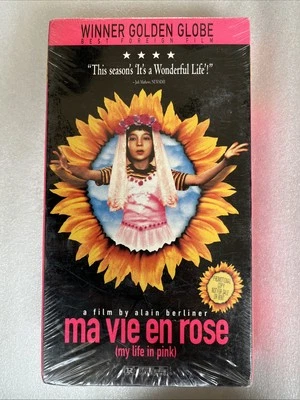 WINNER GOLDEN GLOBE
BEST FOREIGN FILM
"This season's 'It's a Wonderful Life'!"
a film by alain berliner
ma vie en rose
(my life in pink)